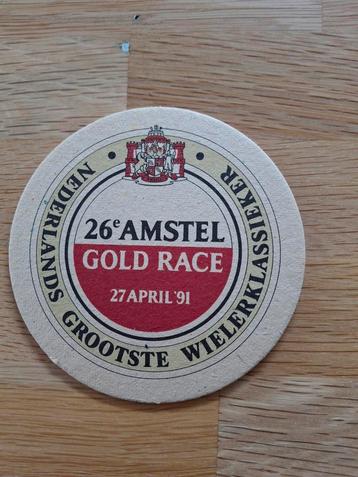 NEDERLANDS GROOTSTE WIELERKLASSIEKER
26e AMSTEL
GOLD RACE
27 APRIL '91